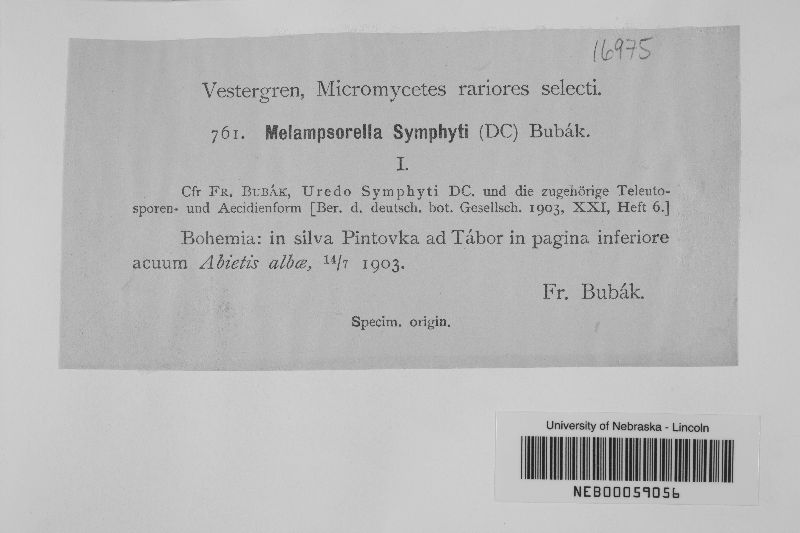 16975
Vestergren, Micromycetes rariores selecti.
761. Melampsorella Symphyti (DC) Bubák.
I.
Cfr FR. BUBÁK, Uredo Symphyti DC. und die zugehörige Teleuto-
sporen- und Aecidienform [Ber. d. deutsch. bot. Gesellsch. 1903, XXI, Heft 6.]
Bohemia: in silva Pintovka ad Tábor in pagina inferiore
acuum Abietis albæ, 14/7 1903.
Fr. Bubák.
Specim. origin.
University of Nebraska - Lincoln
NEB00059056